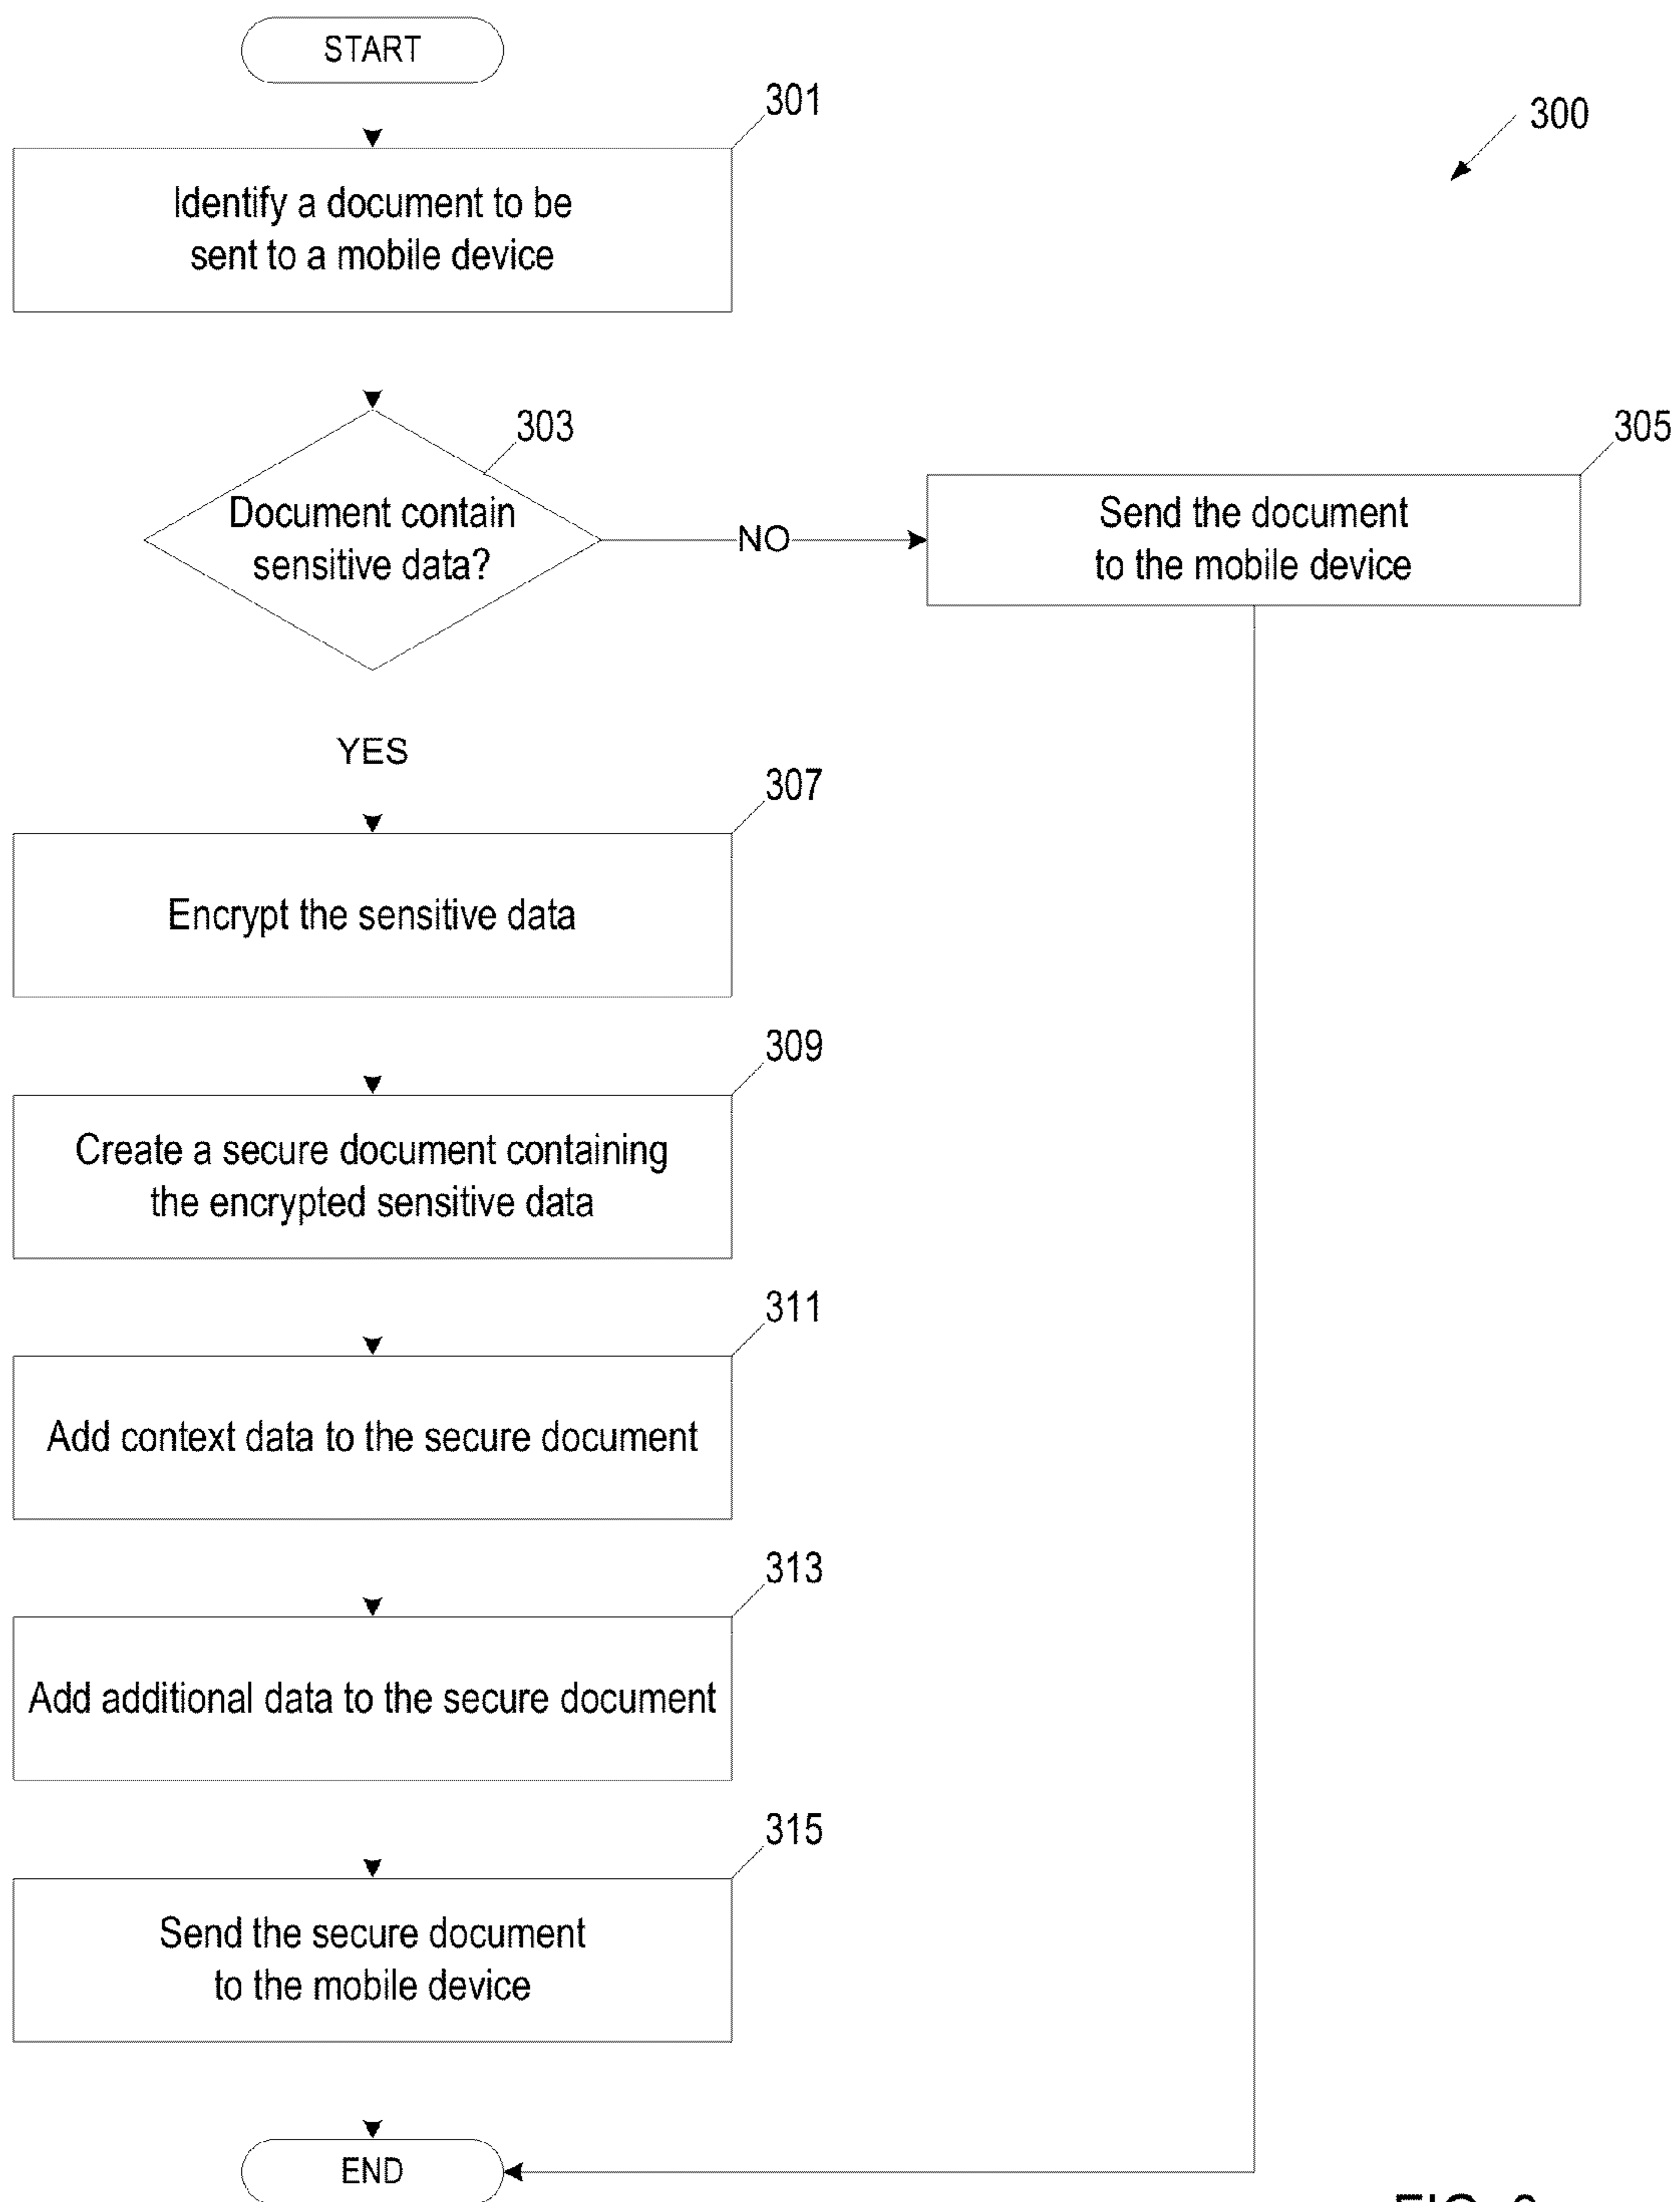 START
301
300
Identify a document to be
sent to a mobile device
303
305
Document contain
sensitive data?
NO
Send the document
to the mobile device
YES
307
Encrypt the sensitive data
309
Create a secure document containing
the encrypted sensitive data
311
Add context data to the secure document
313
Add additional data to the secure document
315
Send the secure document
to the mobile device
END